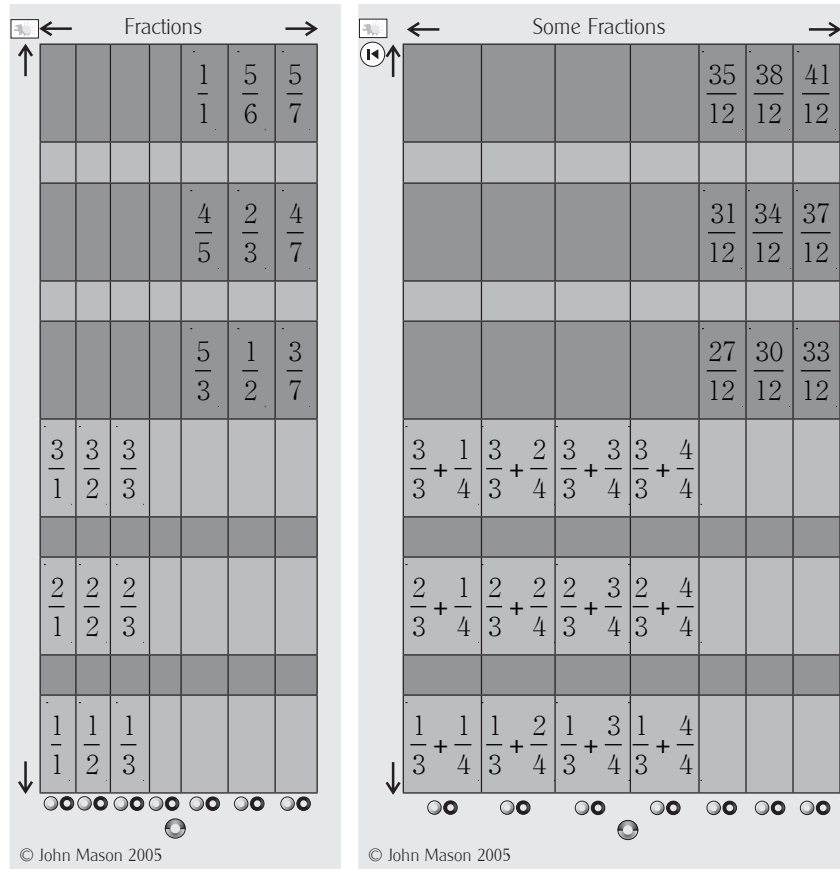 Fractions
1/1 5/6 5/7
4/5 2/3 4/7
5/3 1/2 3/7
3/1 3/2 3/3
2/1 2/2 2/3
1/1 1/2 1/3
© John Mason 2005
Some Fractions
35/12 38/12 41/12
31/12 34/12 37/12
27/12 30/12 33/12
3/3 + 1/4 3/3 + 2/4 3/3 + 3/4 3/3 + 4/4
2/3 + 1/4 2/3 + 2/4 2/3 + 3/4 2/3 + 4/4
1/3 + 1/4 1/3 + 2/4 1/3 + 3/4 1/3 + 4/4
© John Mason 2005